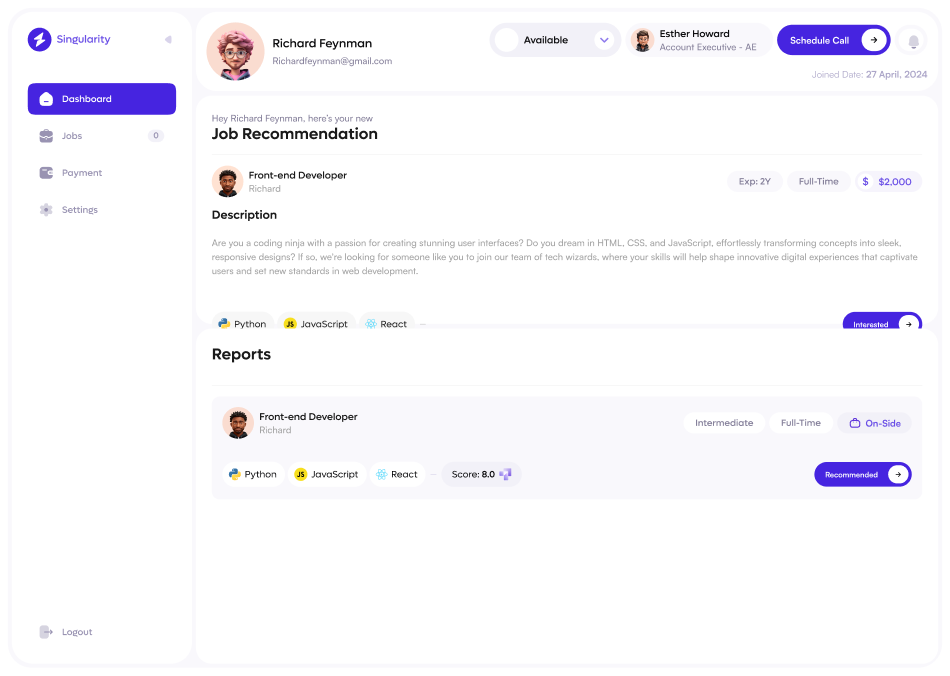 Singularity
Dashboard
Jobs
0
Payment
Settings
Logout
Richard Feynman
Richardfeynman@gmail.com
Available
Esther Howard
Account Executive - AE
Schedule Call
Joined Date: 27 April, 2024
Hey Richard Feynman, here's your new
Job Recommendation
Front-end Developer
Richard
Exp: 2Y
Full-Time
$ $2,000
Description
Are you a coding ninja with a passion for creating stunning user interfaces? Do you dream in HTML, CSS, and JavaScript, effortlessly transforming concepts into sleek,
responsive designs? If so, we're looking for someone like you to join our team of tech wizards, where your skills will help shape innovative digital experiences that captivate
users and set new standards in web development.
Python
JS JavaScript
React
Interested
Reports
Front-end Developer
Richard
Intermediate
Full-Time
On-Side
Python
JS JavaScript
React
Score: 8.0
Recommended